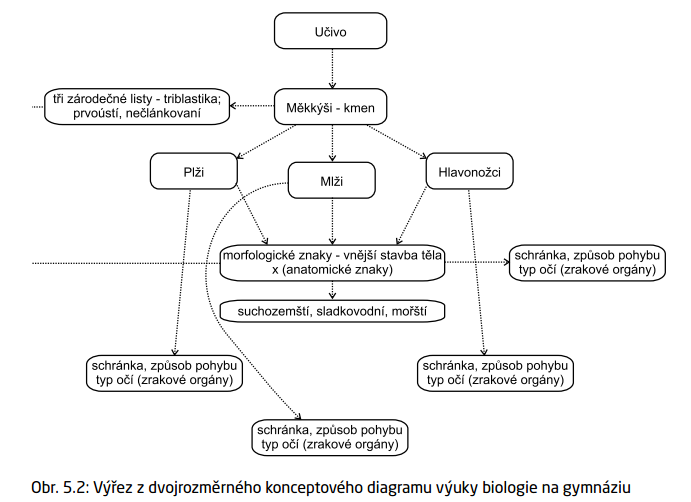 Učivo
tři zárodečné listy - triblastika;
prvoústí, nečlánkovaní
Měkkýši - kmen
Plži
Mlži
Hlavonožci
morfologické znaky - vnější stavba těla
x (anatomické znaky)
schránka, způsob pohybu
typ očí (zrakové orgány)
suchozemští, sladkovodní, mořští
schránka, způsob pohybu
typ očí (zrakové orgány)
schránka, způsob pohybu
typ očí (zrakové orgány)
schránka, způsob pohybu
typ očí (zrakové orgány)
Obr. 5.2: Výřez z dvojrozměrného konceptového diagramu výuky biologie na gymnáziu